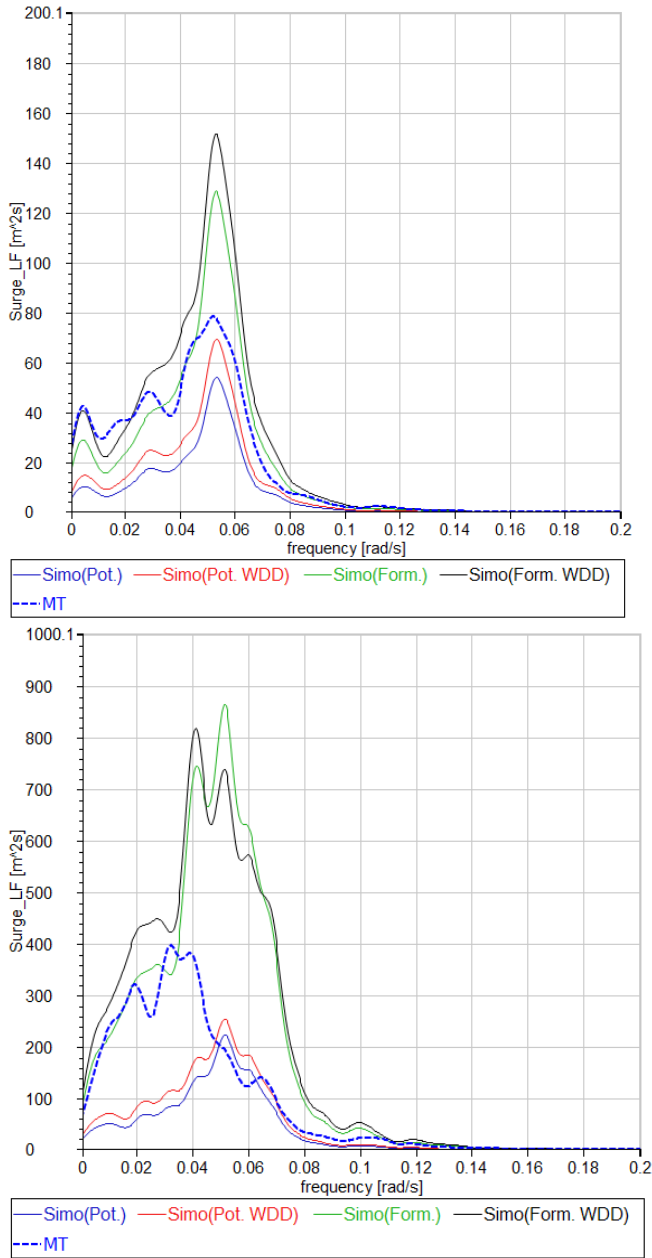 200.1
180
160
140
120
100
80
60
40
20
0
Surge_LF [m^2s]
0 0.02 0.04 0.06 0.08 0.1 0.12 0.14 0.16 0.18 0.2
frequency [rad/s]
Simo(Pot.) Simo(Pot. WDD) Simo(Form.) Simo(Form. WDD)
MT
1000.1
900
800
700
600
500
400
300
200
100
0
Surge_LF [m^2s]
0 0.02 0.04 0.06 0.08 0.1 0.12 0.14 0.16 0.18 0.2
frequency [rad/s]
Simo(Pot.) Simo(Pot. WDD) Simo(Form.) Simo(Form. WDD)
MT